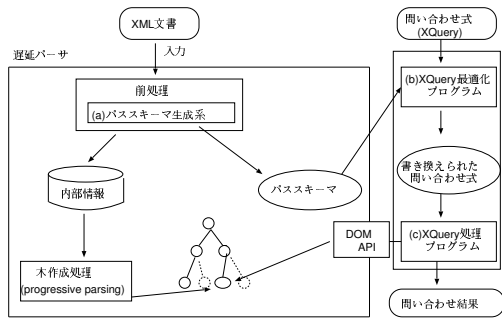 XML文書
入力
遅延パーサ
前処理
(a)パススキーマ生成系
内部情報
パススキーマ
木作成処理
(progressive parsing)
DOM
API
問い合わせ式
(XQuery)
(b)XQuery最適化
プログラム
書き換えられた
問い合わせ式
(c)XQuery処理
プログラム
問い合わせ結果